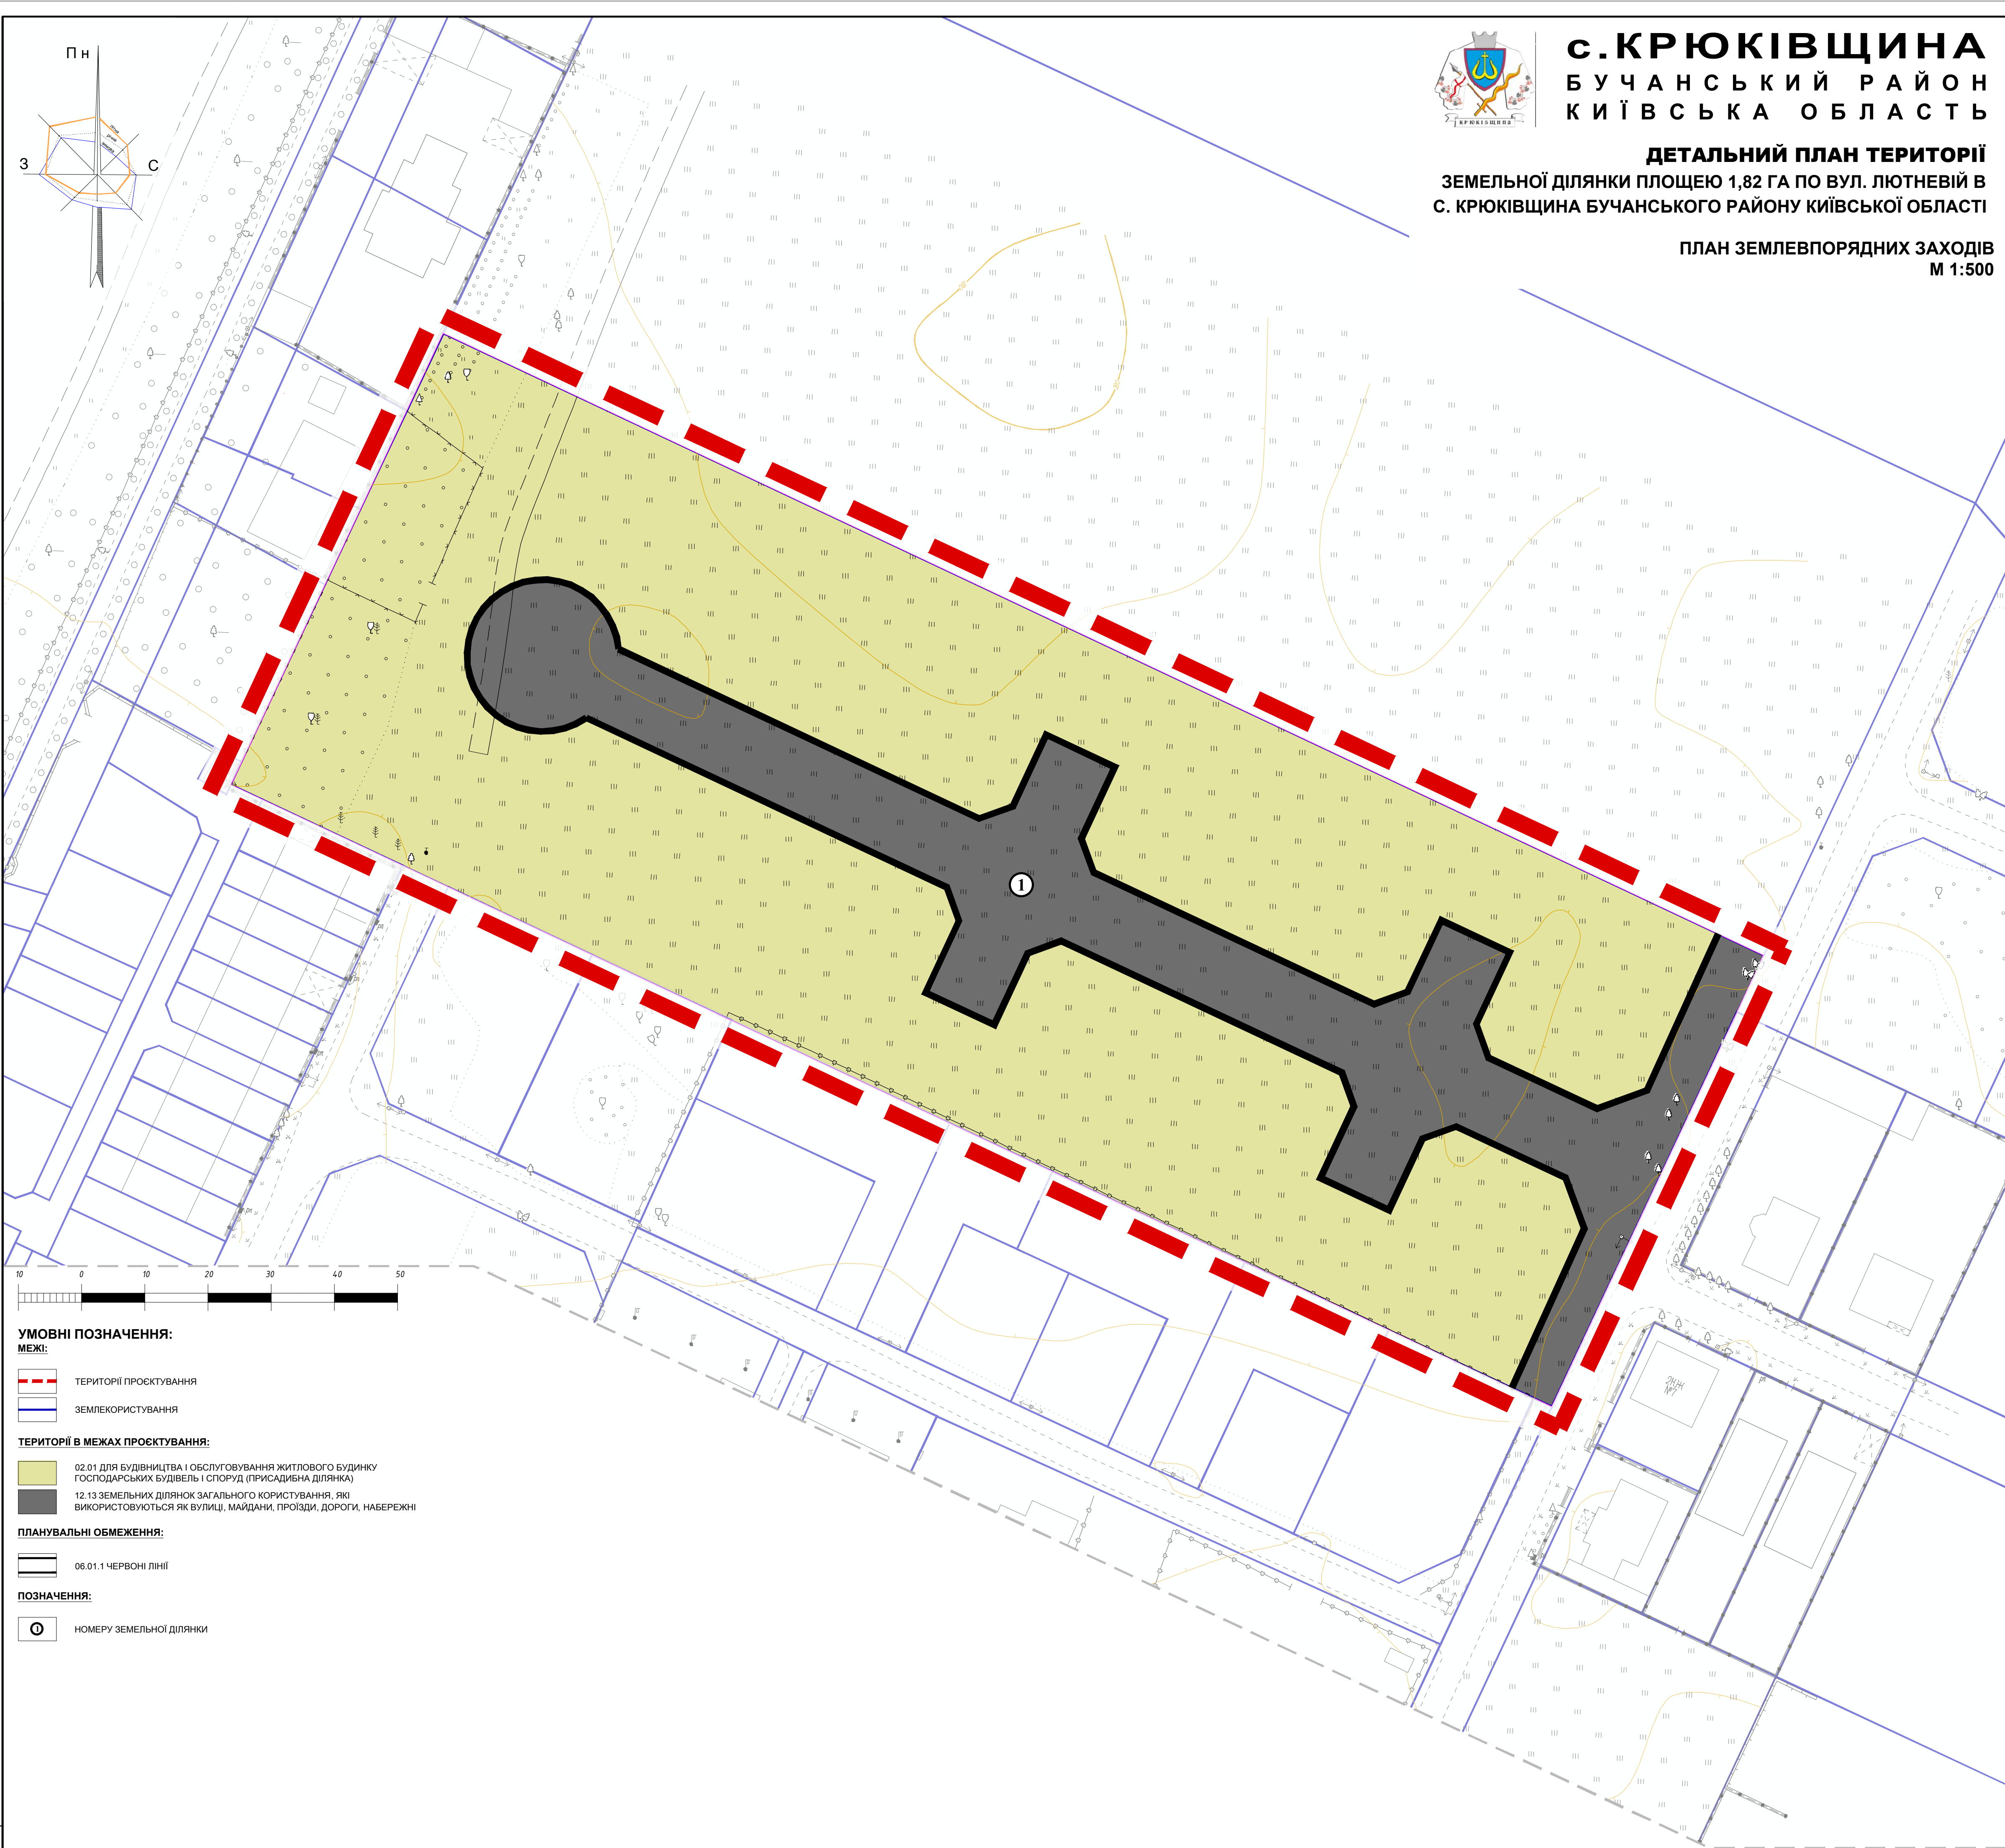 Пн
З
С
КРЮКІВЩИНА
с.КРЮКІВЩИНА
БУЧАНСЬКИЙ РАЙОН
КИЇВСЬКА ОБЛАСТЬ
ДЕТАЛЬНИЙ ПЛАН ТЕРИТОРІЇ
ЗЕМЕЛЬНОЇ ДІЛЯНКИ ПЛОЩЕЮ 1,82 ГА ПО ВУЛ. ЛЮТНЕВІЙ В
С. КРЮКІВЩИНА БУЧАНСЬКОГО РАЙОНУ КИЇВСЬКОЇ ОБЛАСТІ
ПЛАН ЗЕМЛЕВПОРЯДНИХ ЗАХОДІВ
М 1:500
1
10 0 10 20 30 40 50
УМОВНІ ПОЗНАЧЕННЯ:
МЕЖІ:
ТЕРИТОРІЇ ПРОЄКТУВАННЯ
ЗЕМЛЕКОРИСТУВАННЯ
ТЕРИТОРІЇ В МЕЖАХ ПРОЄКТУВАННЯ:
02.01 ДЛЯ БУДІВНИЦТВА І ОБСЛУГОВУВАННЯ ЖИТЛОВОГО БУДИНКУ
ГОСПОДАРСЬКИХ БУДІВЕЛЬ І СПОРУД (ПРИСАДИБНА ДІЛЯНКА)
12.13 ЗЕМЕЛЬНИХ ДІЛЯНОК ЗАГАЛЬНОГО КОРИСТУВАННЯ, ЯКІ
ВИКОРИСТОВУЮТЬСЯ ЯК ВУЛИЦІ, МАЙДАНИ, ПРОЇЗДИ, ДОРОГИ, НАБЕРЕЖНІ
ПЛАНУВАЛЬНІ ОБМЕЖЕННЯ:
06.01.1 ЧЕРВОНІ ЛІНІЇ
ПОЗНАЧЕННЯ:
1
НОМЕРУ ЗЕМЕЛЬНОЇ ДІЛЯНКИ